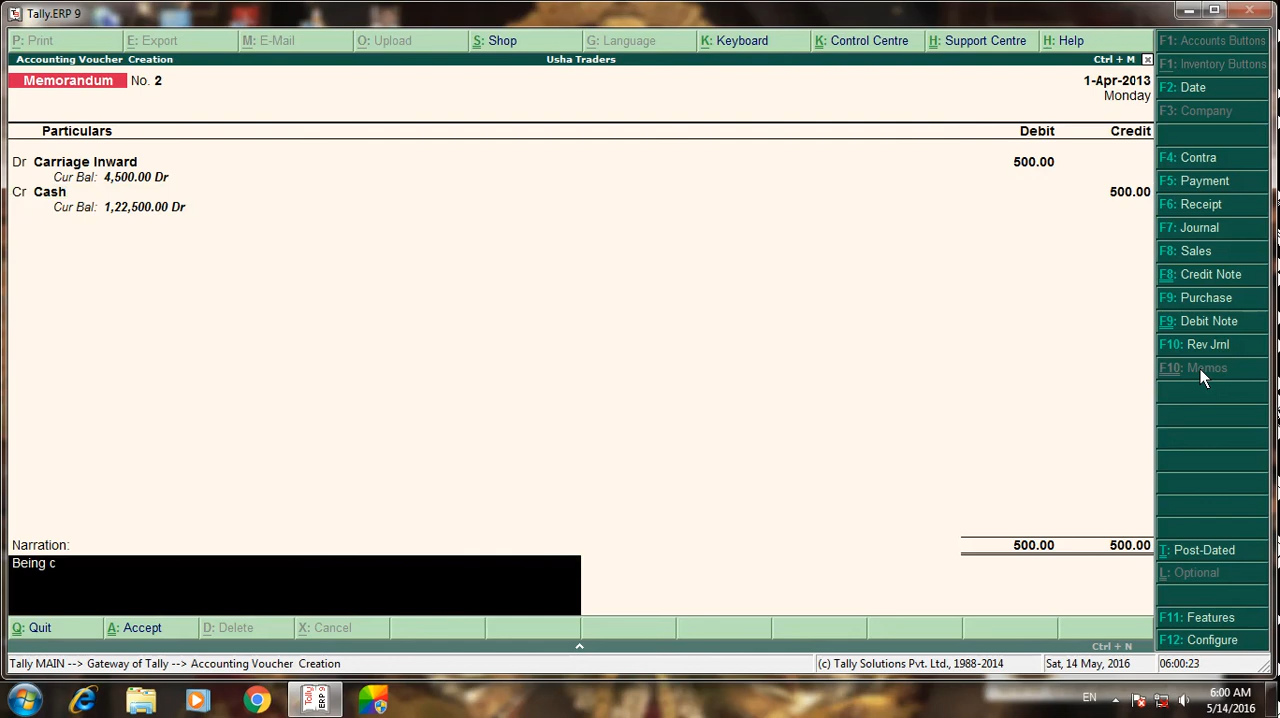 Tally.ERP 9
P: Print E: Export M: E-Mail O: Upload S: Shop G: Language K: Keyboard K: Control Centre H: Support Centre H: Help
Accounting Voucher Creation Usha Traders Ctrl + M
Memorandum No. 2 1-Apr-2013
Monday
Particulars Debit Credit
Dr Carriage Inward 500.00
Cur Bal: 4,500.00 Dr
Cr Cash 500.00
Cur Bal: 1,22,500.00 Dr
Narration: 500.00 500.00
Being c
Q: Quit A: Accept D: Delete X: Cancel
Ctrl + N
F1: Accounts Buttons
F1: Inventory Buttons
F2: Date
F3: Company
F4: Contra
F5: Payment
F6: Receipt
F7: Journal
F8: Sales
F8: Credit Note
F9: Purchase
F9: Debit Note
F10: Rev Jrnl
F10: Memos
T: Post-Dated
L: Optional
F11: Features
F12: Configure
Tally MAIN --> Gateway of Tally --> Accounting Voucher Creation (c) Tally Solutions Pvt. Ltd., 1988-2014 Sat, 14 May, 2016 06:00:23
Tally ERP 9
EN 6:00 AM
5/14/2016